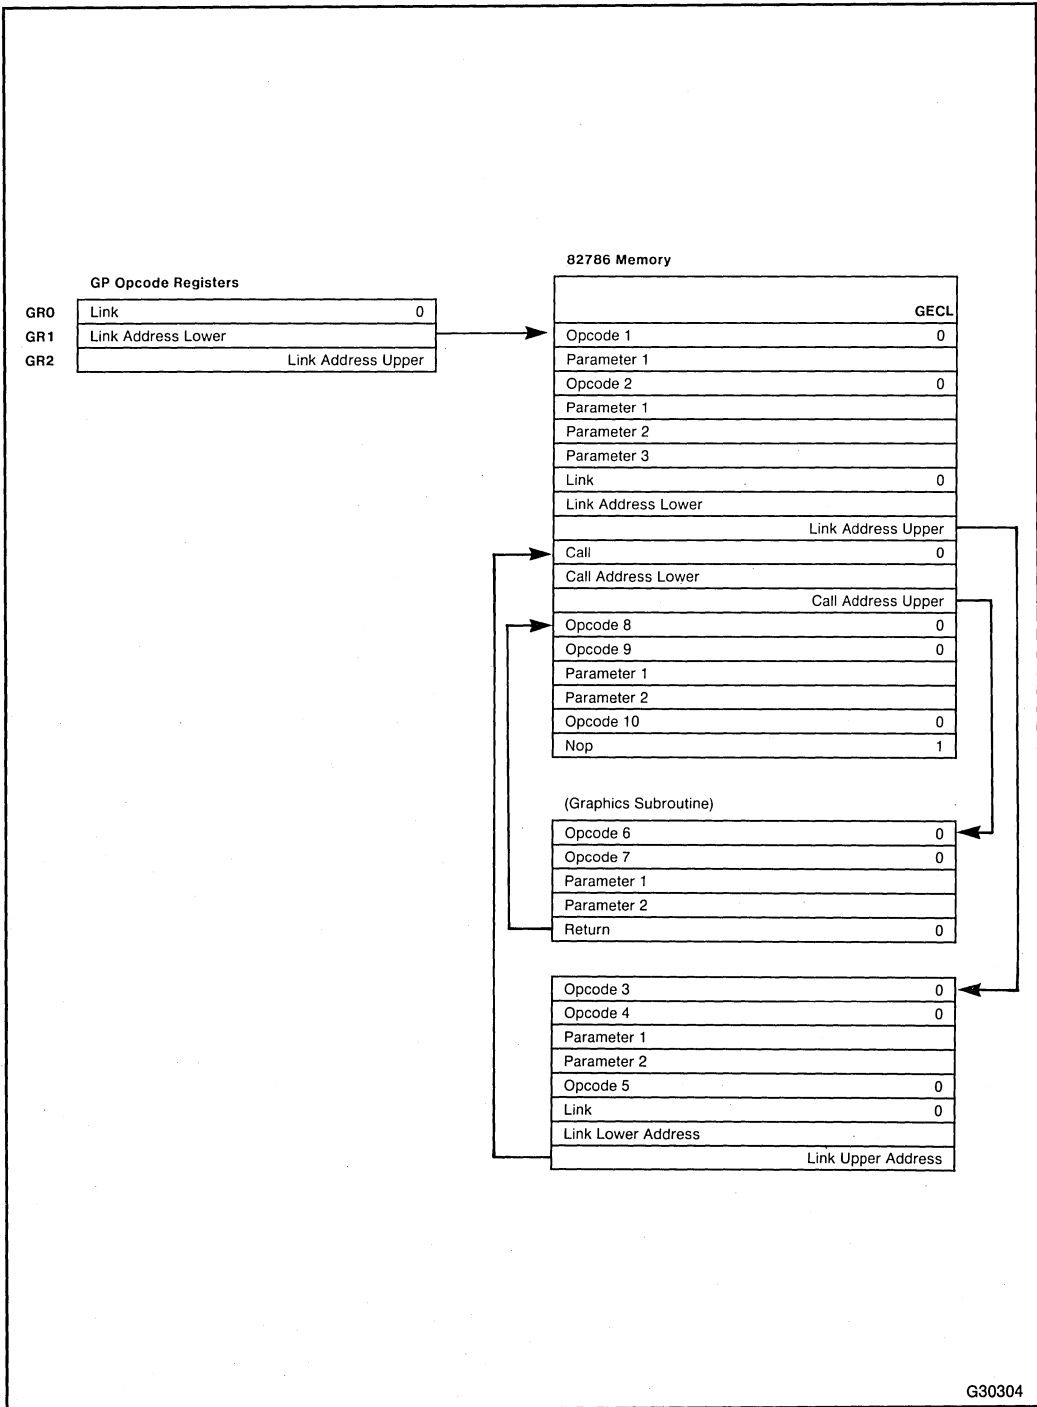 GP Opcode Registers
GR0 Link 0
GR1 Link Address Lower
GR2 Link Address Upper
82786 Memory
GECL
Opcode 1 0
Parameter 1
Opcode 2 0
Parameter 1
Parameter 2
Parameter 3
Link 0
Link Address Lower
Link Address Upper
Call 0
Call Address Lower
Call Address Upper
Opcode 8 0
Opcode 9 0
Parameter 1
Parameter 2
Opcode 10 0
Nop 1
(Graphics Subroutine)
Opcode 6 0
Opcode 7 0
Parameter 1
Parameter 2
Return 0
Opcode 3 0
Opcode 4 0
Parameter 1
Parameter 2
Opcode 5 0
Link 0
Link Lower Address
Link Upper Address
G30304